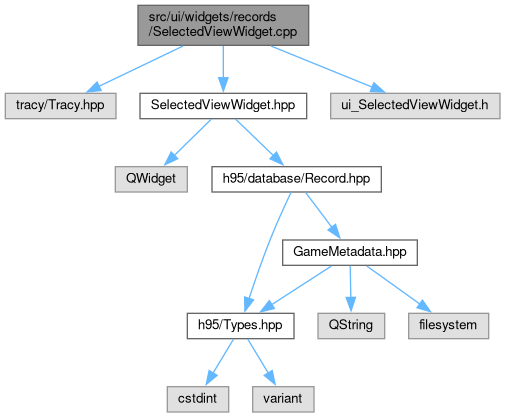 src/ui/widgets/records
/SelectedViewWidget.cpp
tracy/Tracy.hpp
SelectedViewWidget.hpp
ui_SelectedViewWidget.h
QWidget
h95/database/Record.hpp
GameMetadata.hpp
h95/Types.hpp
QString
filesystem
cstdint
variant